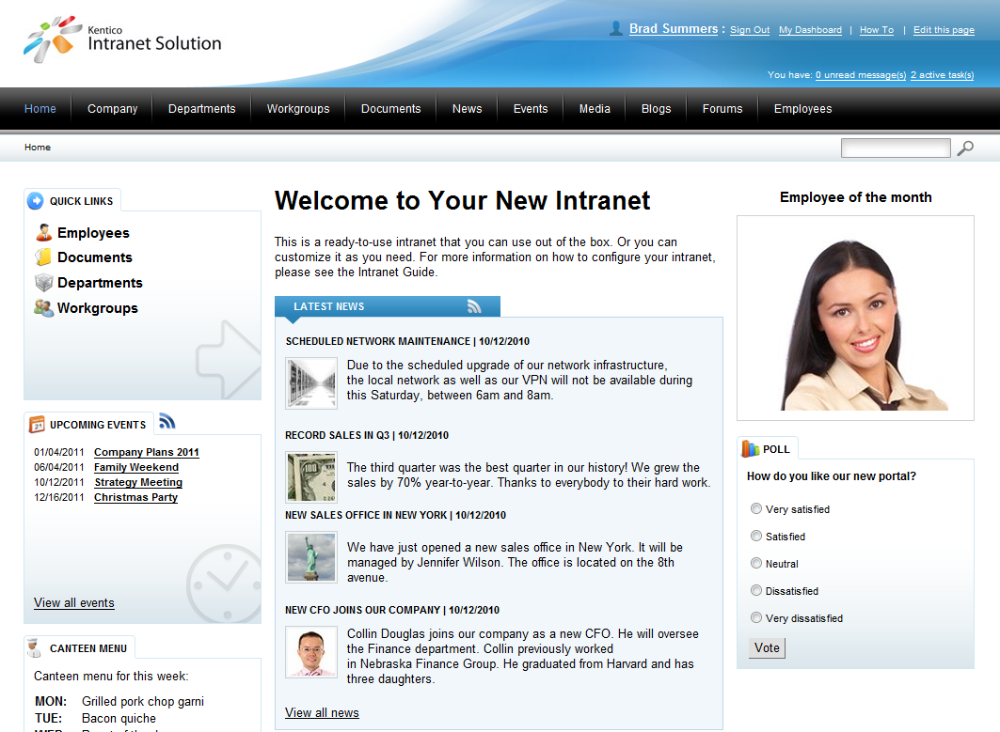 Kentico
Intranet Solution
Brad Summers : Sign Out My Dashboard | How To | Edit this page
You have: 0 unread message(s) 2 active task(s)
Home Company Departments Workgroups Documents News Events Media Blogs Forums Employees
Home
QUICK LINKS
Employees
Documents
Departments
Workgroups
UPCOMING EVENTS
01/04/2011 Company Plans 2011
06/04/2011 Family Weekend
10/12/2011 Strategy Meeting
12/16/2011 Christmas Party
View all events
CANTEEN MENU
Canteen menu for this week:
MON: Grilled pork chop garni
TUE: Bacon quiche
Welcome to Your New Intranet
This is a ready-to-use intranet that you can use out of the box. Or you can
customize it as you need. For more information on how to configure your intranet,
please see the Intranet Guide.
LATEST NEWS
SCHEDULED NETWORK MAINTENANCE | 10/12/2010
Due to the scheduled upgrade of our network infrastructure,
the local network as well as our VPN will not be available during
this Saturday, between 6am and 8am.
RECORD SALES IN Q3 | 10/12/2010
The third quarter was the best quarter in our history! We grew the
sales by 70% year-to-year. Thanks to everybody to their hard work.
NEW SALES OFFICE IN NEW YORK | 10/12/2010
We have just opened a new sales office in New York. It will be
managed by Jennifer Wilson. The office is located on the 8th
avenue.
NEW CFO JOINS OUR COMPANY | 10/12/2010
Collin Douglas joins our company as a new CFO. He will oversee
the Finance department. Collin previously worked
in Nebraska Finance Group. He graduated from Harvard and has
three daughters.
View all news
Employee of the month
POLL
How do you like our new portal?
Very satisfied
Satisfied
Neutral
Dissatisfied
Very dissatisfied
Vote